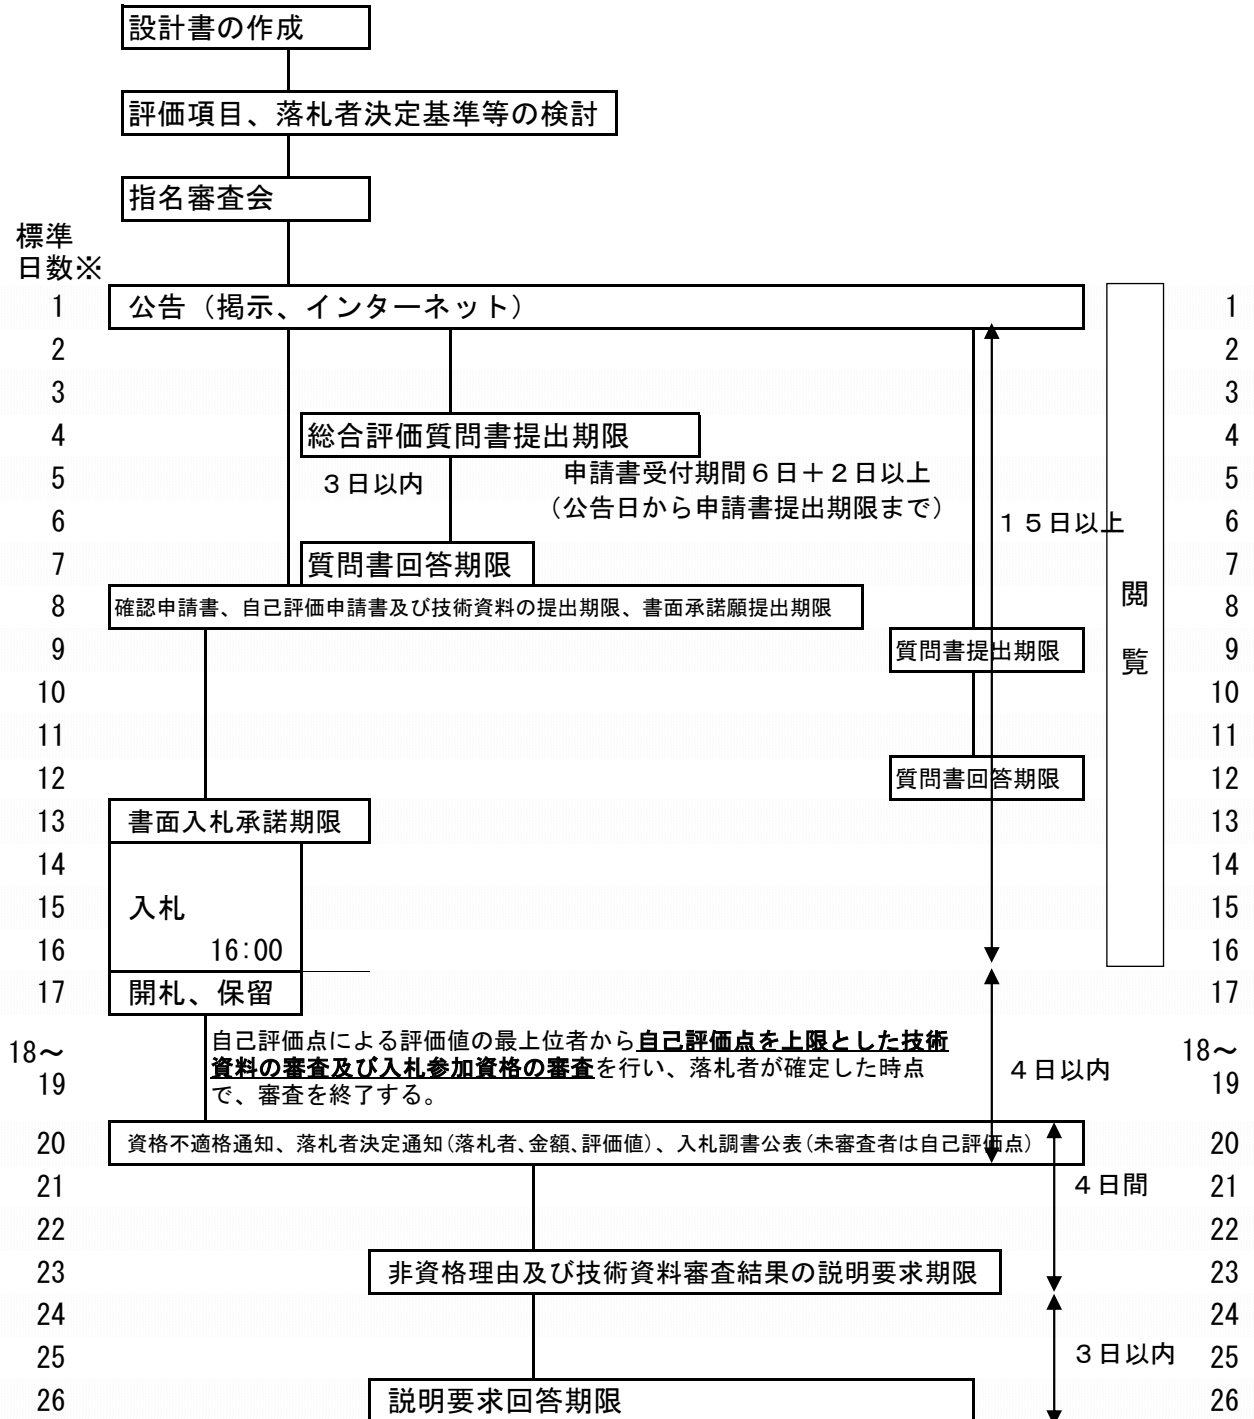 設計書の作成
評価項目、落札者決定基準等の検討
指名審査会
標準
日数※
1 公告（掲示、インターネット） 1
2 2
3 3
4 総合評価質問書提出期限 4
5 ３日以内 申請書受付期間６日＋２日以上 5
6 （公告日から申請書提出期限まで） １５日以上 6
7 質問書回答期限 7
8 確認申請書、自己評価申請書及び技術資料の提出期限、書面承諾願提出期限 閲 8
9 質問書提出期限 覧 9
10 10
11 11
12 質問書回答期限 12
13 書面入札承諾期限 13
14 14
15 入札 15
16 16:00 16
17 開札、保留 17
自己評価点による評価値の最上位者から自己評価点を上限とした技術
18～ 資料の審査及び入札参加資格の審査を行い、落札者が確定した時点 ４日以内 18～
19 で、審査を終了する。 19
20 資格不適格通知、落札者決定通知（落札者、金額、評価値）、入札調書公表（未審査者は自己評価点） 20
21 ４日間 21
22 22
23 非資格理由及び技術資料審査結果の説明要求期限 23
24 24
25 ３日以内 25
26 説明要求回答期限 26